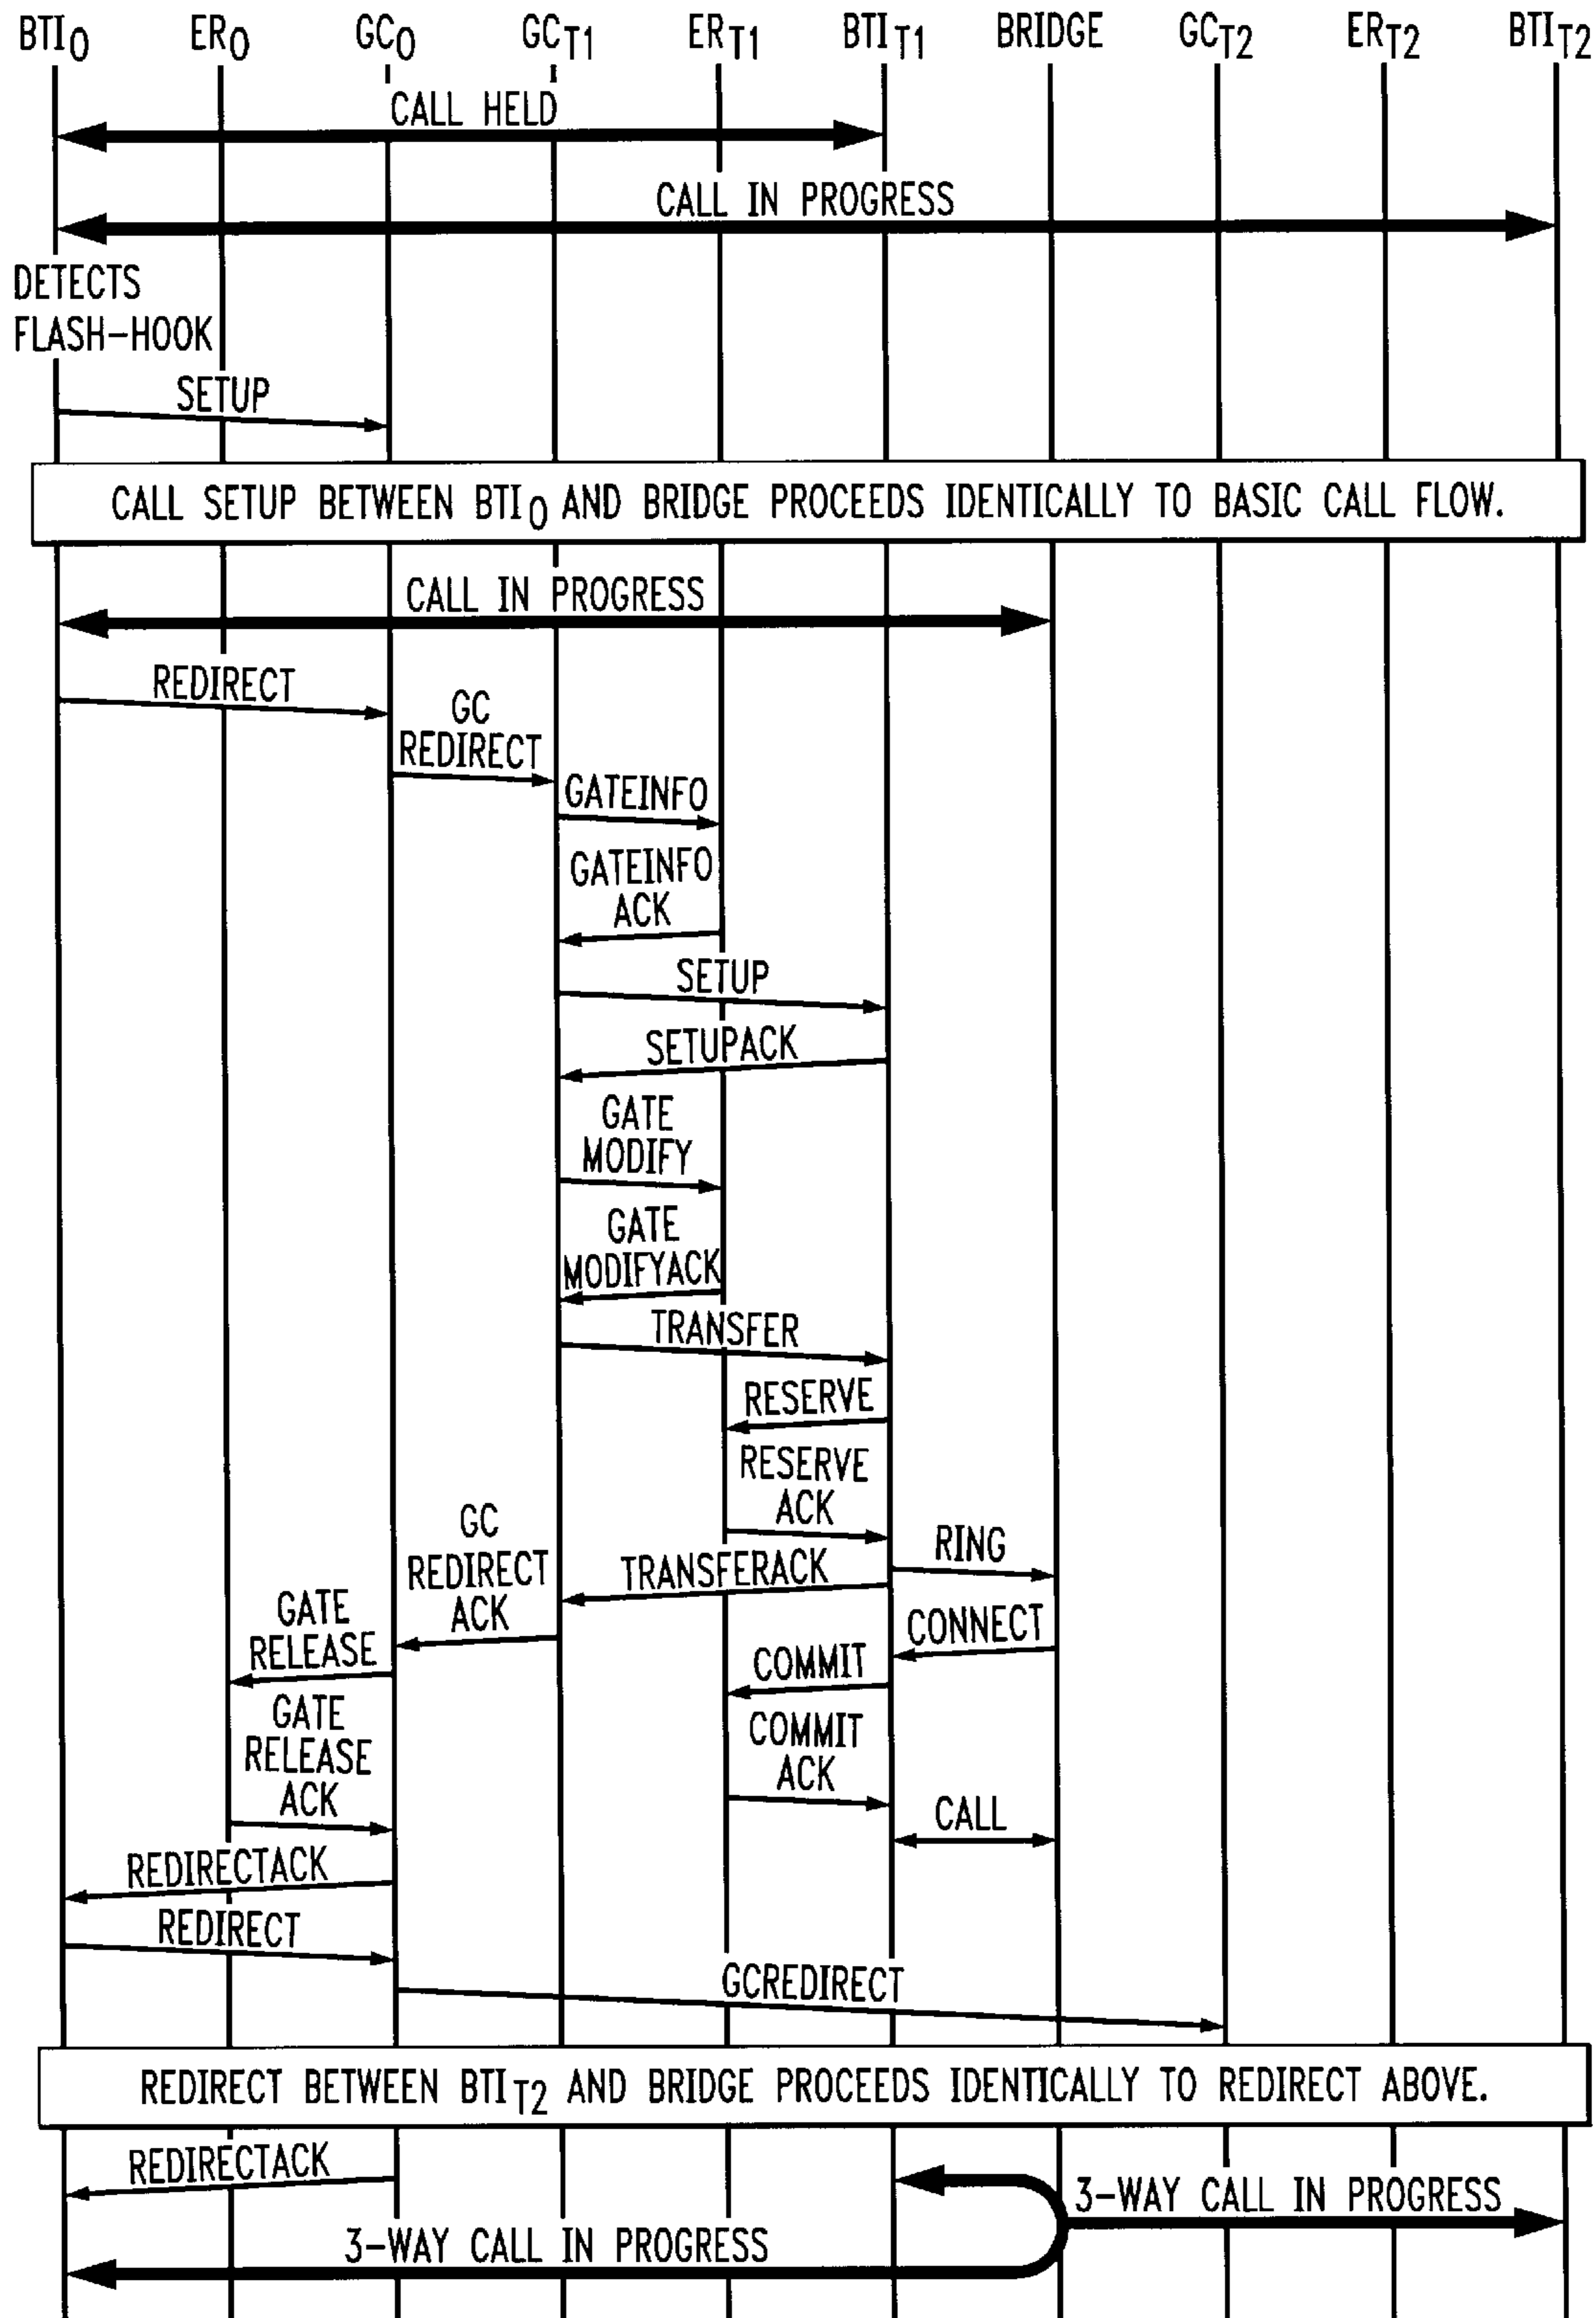 BTI0 ER0 GC0 GCT1 ERT1 BTIT1 BRIDGE GCT2 ERT2 BTIT2
CALL HELD
CALL IN PROGRESS
DETECTS
FLASH-HOOK
SETUP
CALL SETUP BETWEEN BTI0 AND BRIDGE PROCEEDS IDENTICALLY TO BASIC CALL FLOW.
CALL IN PROGRESS
REDIRECT
GC
REDIRECT
GATEINFO
GATEINFO
ACK
SETUP
SETUPACK
GATE
MODIFY
GATE
MODIFYACK
TRANSFER
RESERVE
RESERVE
ACK
RING
GC
REDIRECT
ACK
TRANSFERACK
GATE
RELEASE
CONNECT
COMMIT
GATE
RELEASE
ACK
COMMIT
ACK
CALL
REDIRECTACK
REDIRECT
GCREDIRECT
REDIRECT BETWEEN BTIT2 AND BRIDGE PROCEEDS IDENTICALLY TO REDIRECT ABOVE.
REDIRECTACK
3-WAY CALL IN PROGRESS
3-WAY CALL IN PROGRESS